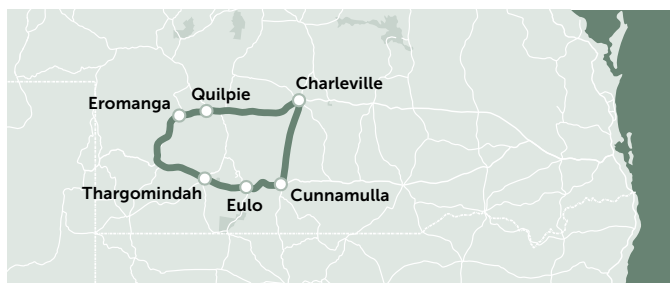 Charleville
Quilpie
Eromanga
Thargomindah
Eulo
Cunnamulla